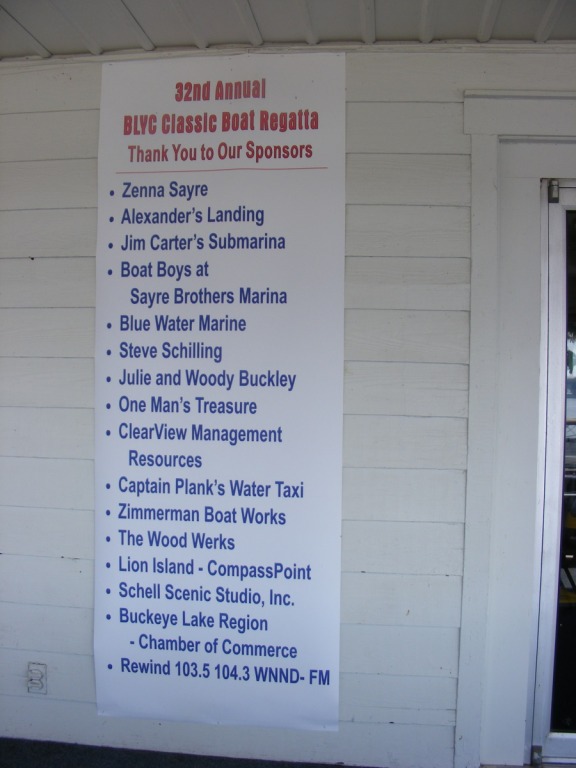 32nd Annual
BLYC Classic Boat Regatta
Thank You to Our Sponsors
• Zenna Sayre
• Alexander's Landing
• Jim Carter's Submarina
• Boat Boys at
Sayre Brothers Marina
• Blue Water Marine
• Steve Schilling
• Julie and Woody Buckley
• One Man's Treasure
• ClearView Management
Resources
• Captain Plank's Water Taxi
• Zimmerman Boat Works
• The Wood Werks
• Lion Island - CompassPoint
• Schell Scenic Studio, Inc.
• Buckeye Lake Region
- Chamber of Commerce
• Rewind 103.5 104.3 WNND- FM